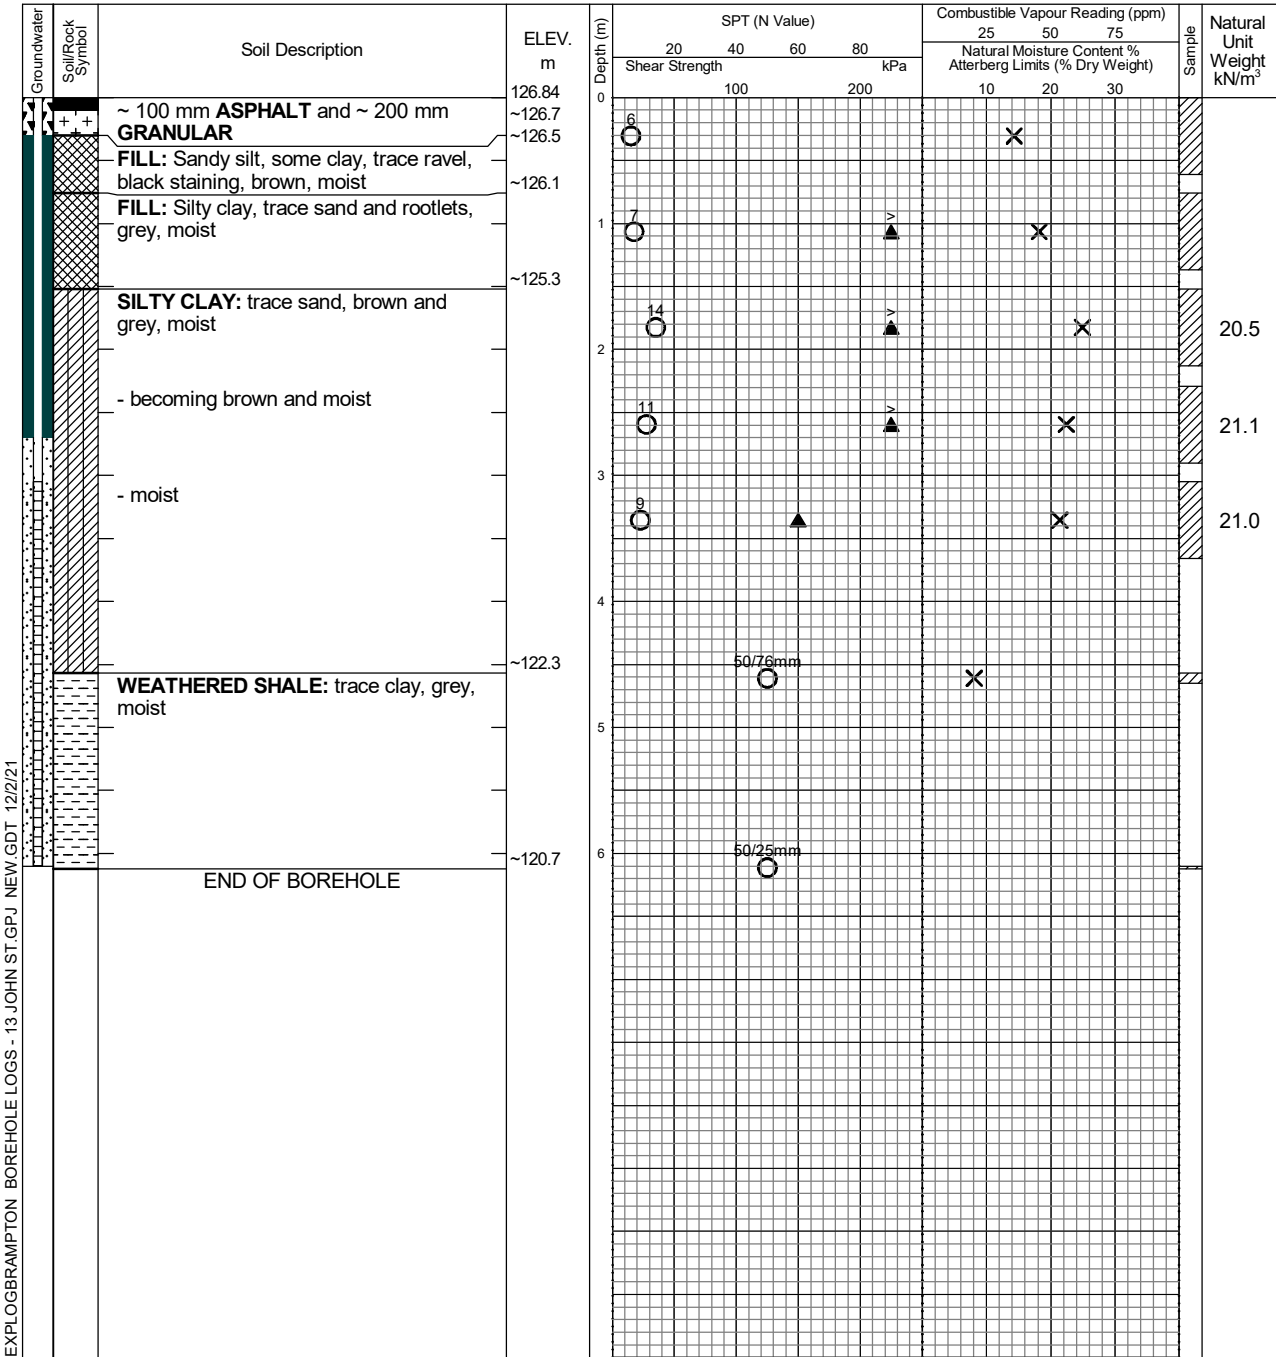 Groundwater
Soil/Rock
Symbol
Soil Description
ELEV.
m
126.84
Depth (m)
SPT (N Value)
20 40 60 80
Shear Strength kPa
100 200
Combustible Vapour Reading (ppm)
25 50 75
Natural Moisture Content %
Atterberg Limits (% Dry Weight)
10 20 30
Sample
Natural
Unit
Weight
kN/m³
0
~ 100 mm ASPHALT and ~ 200 mm
GRANULAR
~126.7
~126.5
6
FILL: Sandy silt, some clay, trace ravel,
black staining, brown, moist
~126.1
FILL: Silty clay, trace sand and rootlets,
grey, moist
7
>
1
~125.3
SILTY CLAY: trace sand, brown and
grey, moist
14
>
20.5
2
- becoming brown and moist
11
>
21.1
3
- moist
9
21.0
4
~122.3
50/76mm
WEATHERED SHALE: trace clay, grey,
moist
5
~120.7
6
50/25mm
END OF BOREHOLE
EXPLOGBRAMPTON BOREHOLE LOGS - 13 JOHN ST.GPJ NEW.GDT 12/2/21